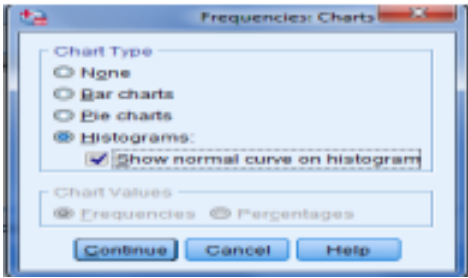 Frequencies: Charts
Chart Type
None
Bar charts
Pie charts
Histograms:
Show normal curve on histogram
Chart Values
Frequencies Percentages
Continue Cancel Help